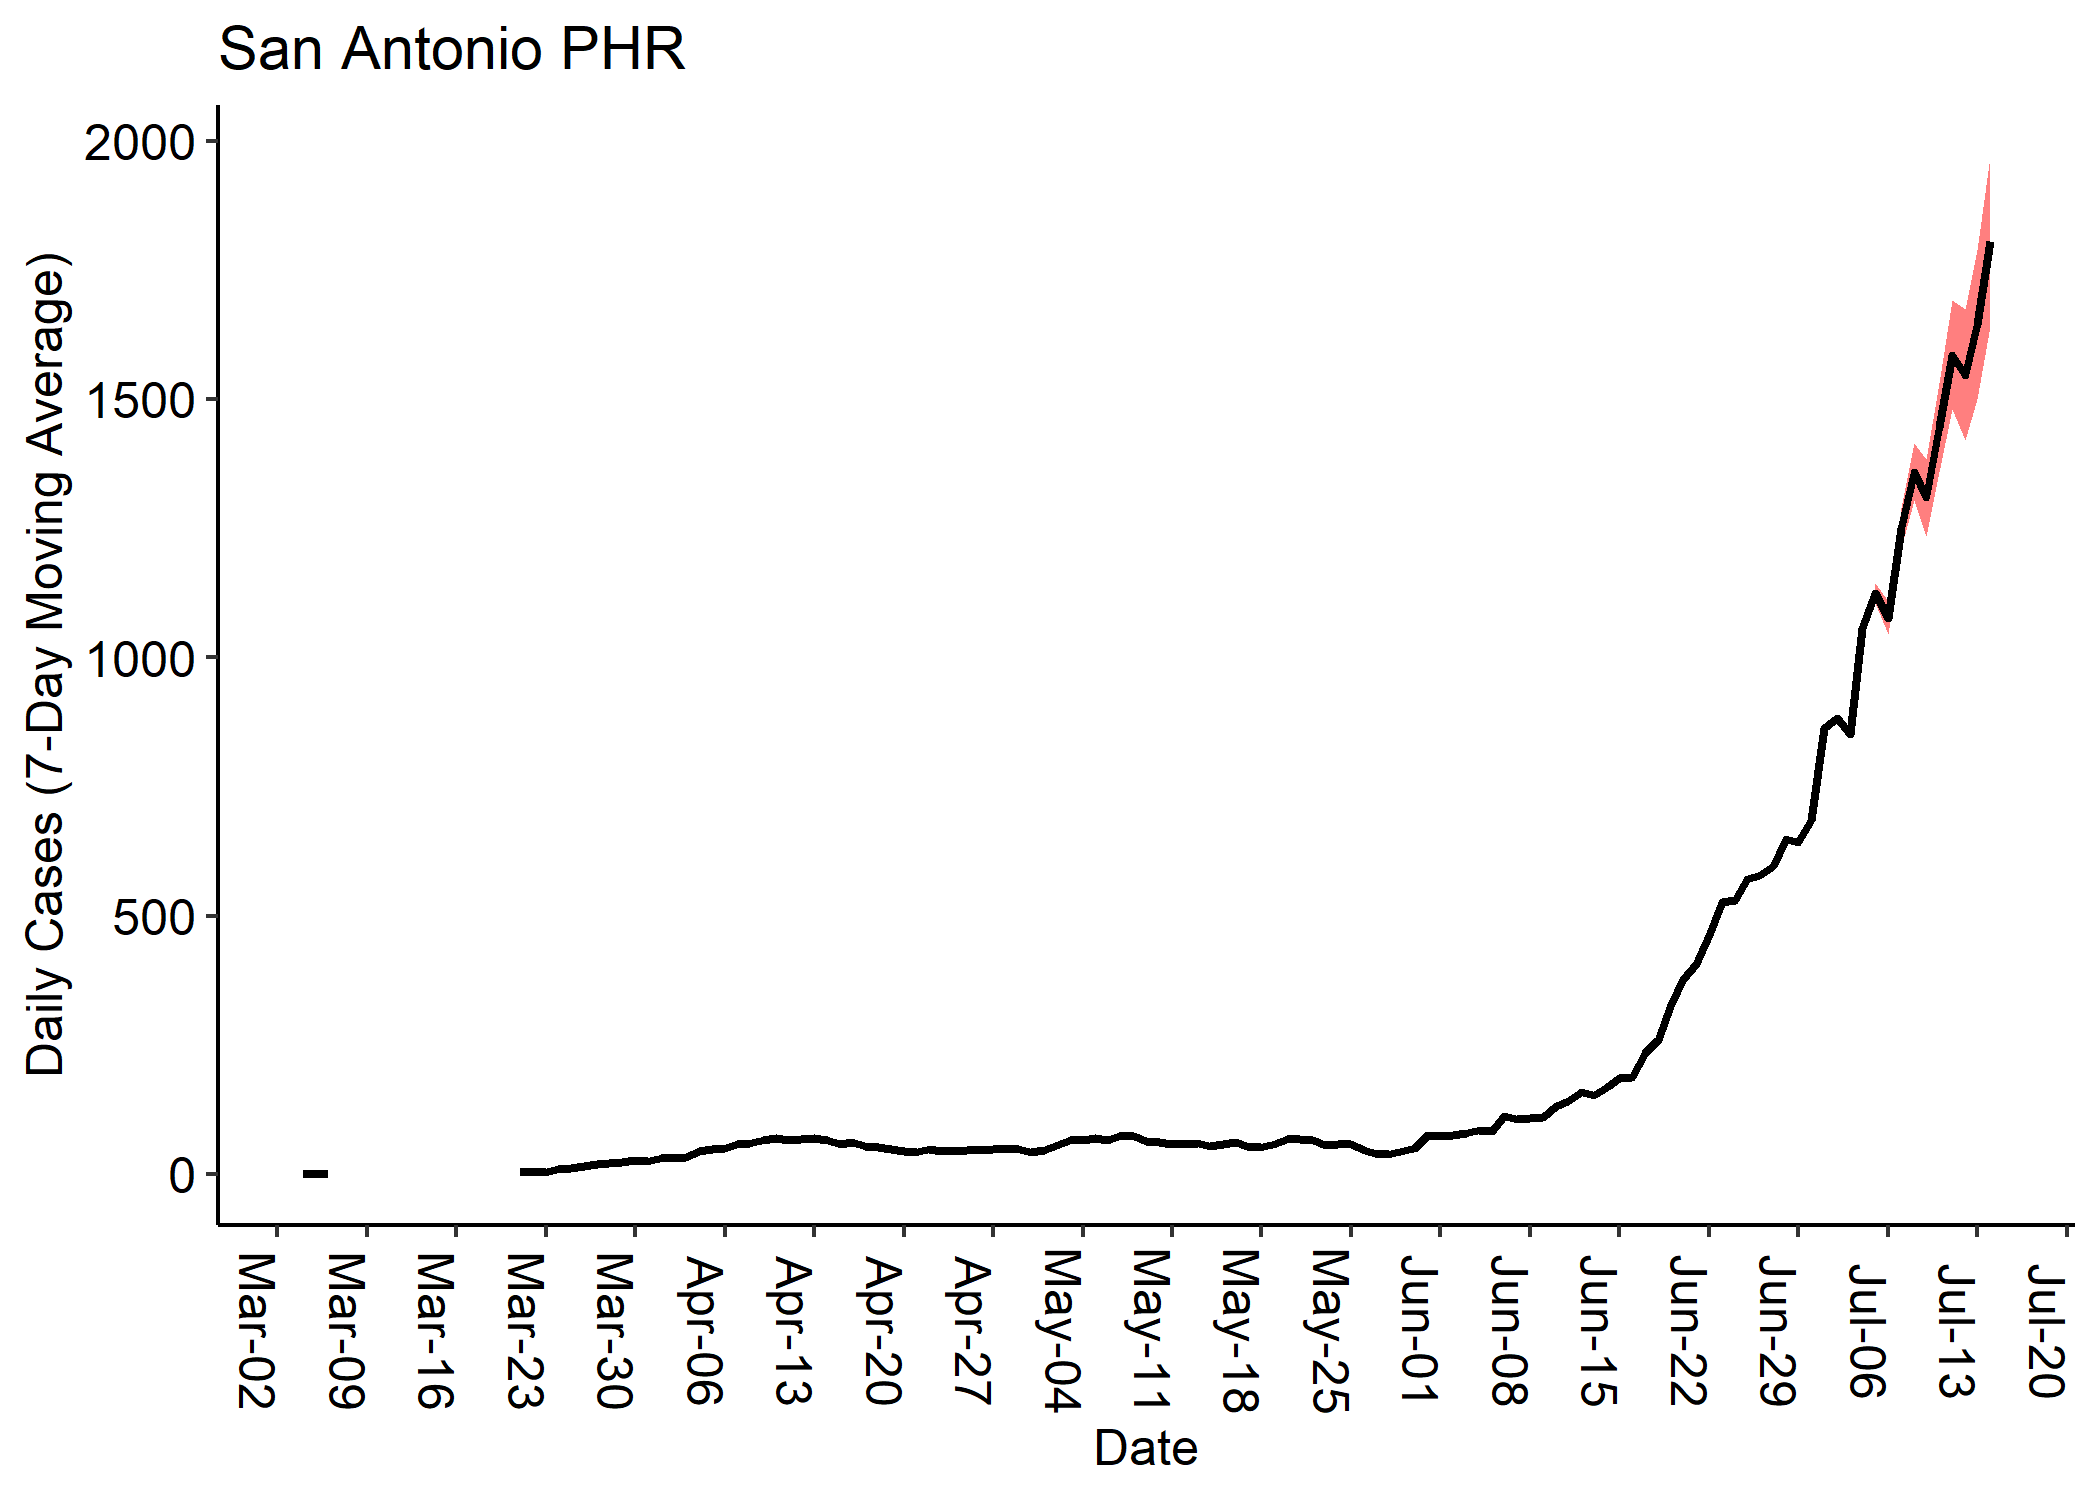 San Antonio PHR
Daily Cases (7-Day Moving Average)
2000
1500
1000
500
0
Mar-02
Mar-09
Mar-16
Mar-23
Mar-30
Apr-06
Apr-13
Apr-20
Apr-27
May-04
May-11
May-18
May-25
Jun-01
Jun-08
Jun-15
Jun-22
Jun-29
Jul-06
Jul-13
Jul-20
Date